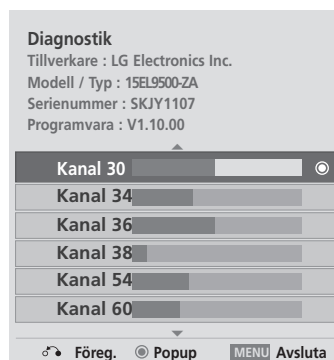 Diagnostik
Tillverkare : LG Electronics Inc.
Modell / Typ : 15EL9500-ZA
Serienummer : SKJY1107
Programvara : V1.10.00
Kanal 30
Kanal 34
Kanal 36
Kanal 38
Kanal 54
Kanal 60
Föreg. Popup MENU Avsluta